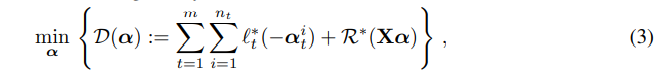 min_α { 𝒟(α) := ∑_{t=1}^{m} ∑_{i=1}^{n_t} ℓ_t^*(−α_t^i) + ℛ^*(Xα) } , (3)